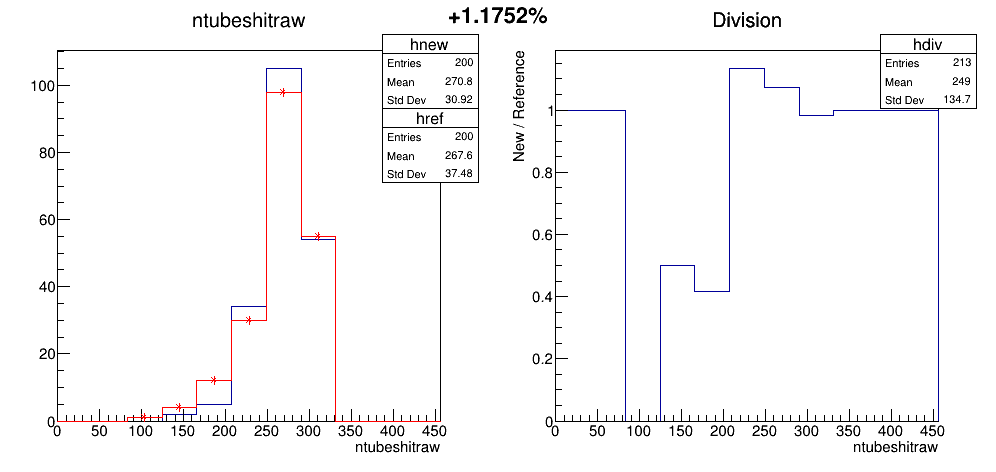 +1.1752%
ntubeshitraw
hnew
Entries 200
Mean 270.8
Std Dev 30.92
href
Entries 200
Mean 267.6
Std Dev 37.48
100
80
60
40
20
0
0 50 100 150 200 250 300 350 400 450
ntubeshitraw
Division
hdiv
Entries 213
Mean 249
Std Dev 134.7
New / Reference
1
0.8
0.6
0.4
0.2
0
0 50 100 150 200 250 300 350 400 450
ntubeshitraw